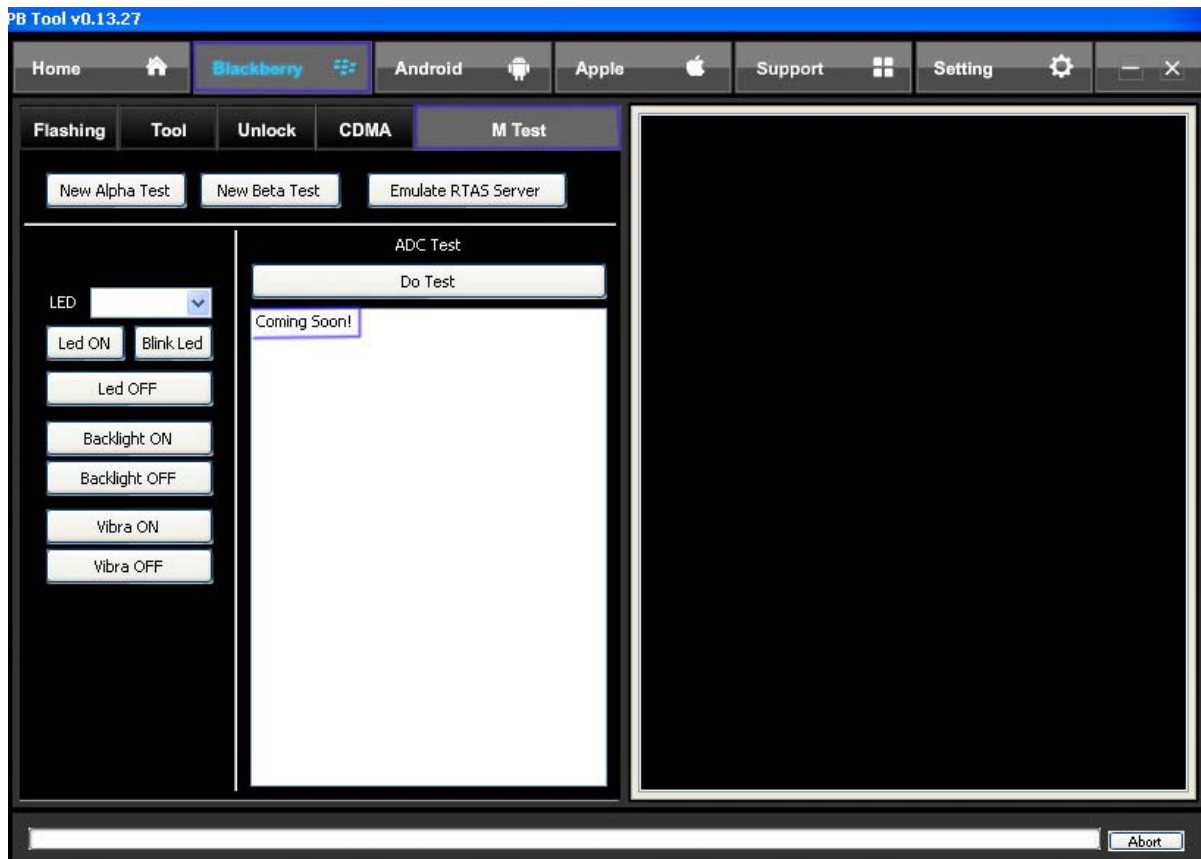 PB Tool v0.13.27
Home Blackberry Android Apple Support Setting
Flashing Tool Unlock CDMA M Test
New Alpha Test New Beta Test Emulate RTAS Server
ADC Test
Do Test
LED
Coming Soon!
Led ON Blink Led
Led OFF
Backlight ON
Backlight OFF
Vibra ON
Vibra OFF
Abort